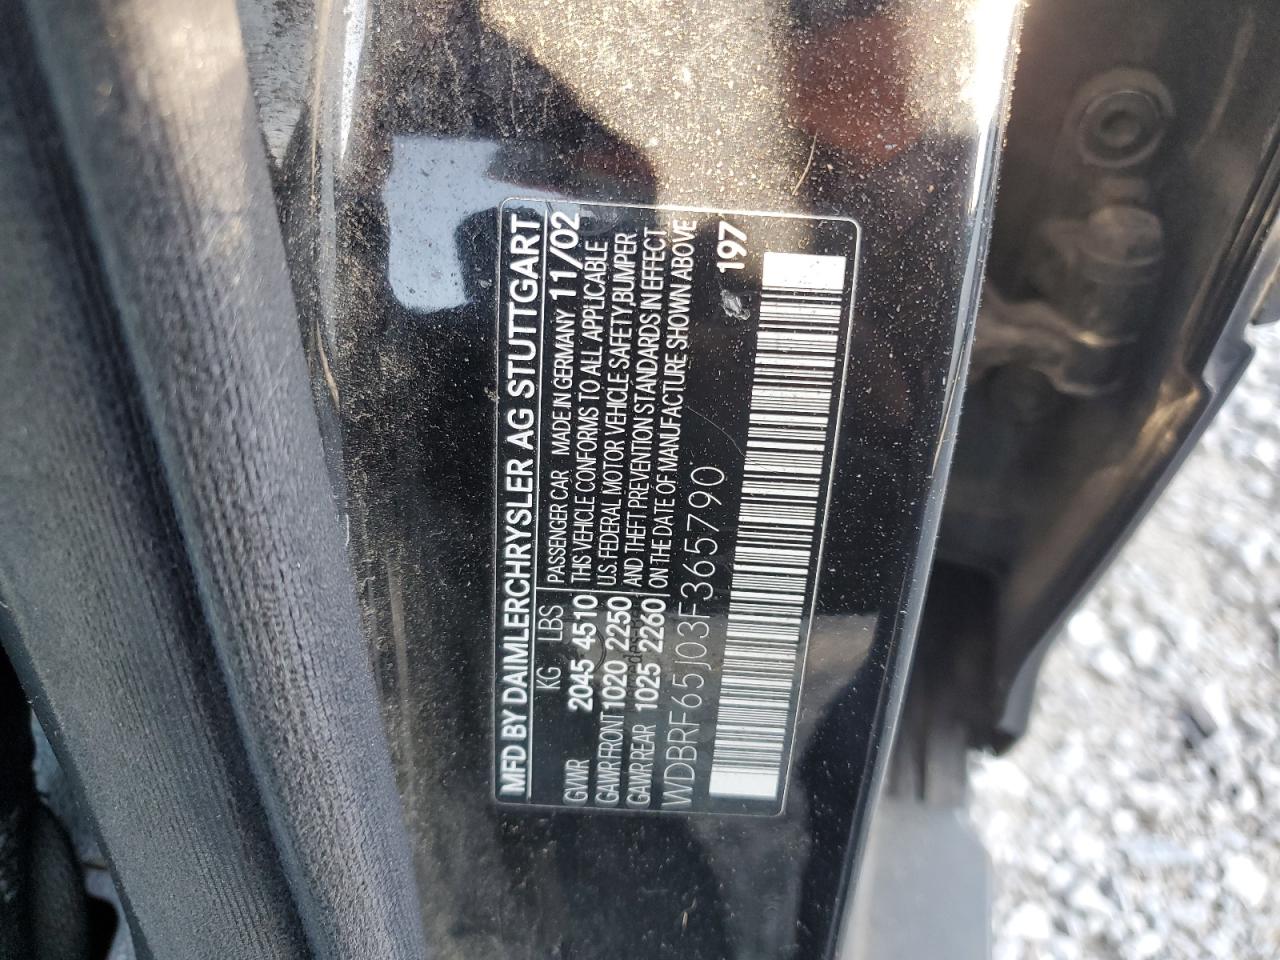 MFD BY DAIMLERCHRYSLER AG STUTTGART
KG LBS
PASSENGER CAR MADE IN GERMANY 11/02
GVWR 2045 4510
THIS VEHICLE CONFORMS TO ALL APPLICABLE
GAWR FRONT 1020 2250
U.S. FEDERAL MOTOR VEHICLE SAFETY, BUMPER
GAWR REAR 1025 2260
AND THEFT PREVENTION STANDARDS IN EFFECT
ON THE DATE OF MANUFACTURE SHOWN ABOVE
WDBRF65J03F365790
197